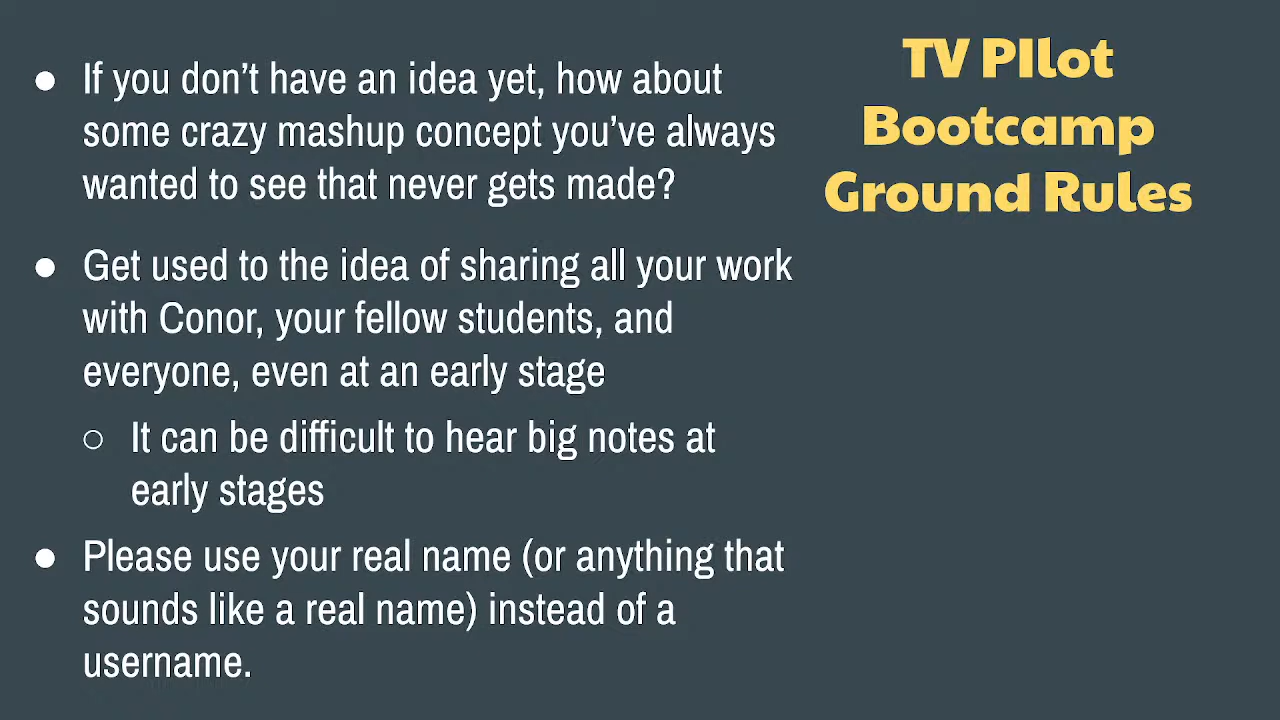 TV PIlot
Bootcamp
Ground Rules
● If you don’t have an idea yet, how about
some crazy mashup concept you’ve always
wanted to see that never gets made?
● Get used to the idea of sharing all your work
with Conor, your fellow students, and
everyone, even at an early stage
○ It can be difficult to hear big notes at
early stages
● Please use your real name (or anything that
sounds like a real name) instead of a
username.